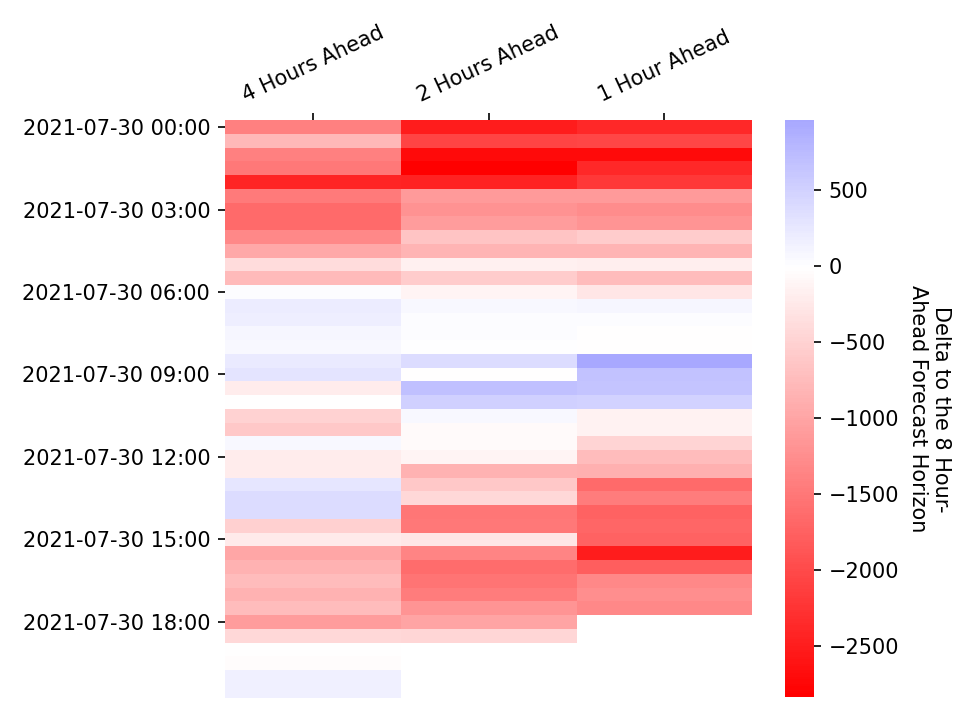 4 Hours Ahead
2 Hours Ahead
1 Hour Ahead
2021-07-30 00:00
2021-07-30 03:00
2021-07-30 06:00
2021-07-30 09:00
2021-07-30 12:00
2021-07-30 15:00
2021-07-30 18:00
500
0
−500
−1000
−1500
−2000
−2500
Delta to the 8 Hour-
Ahead Forecast Horizon